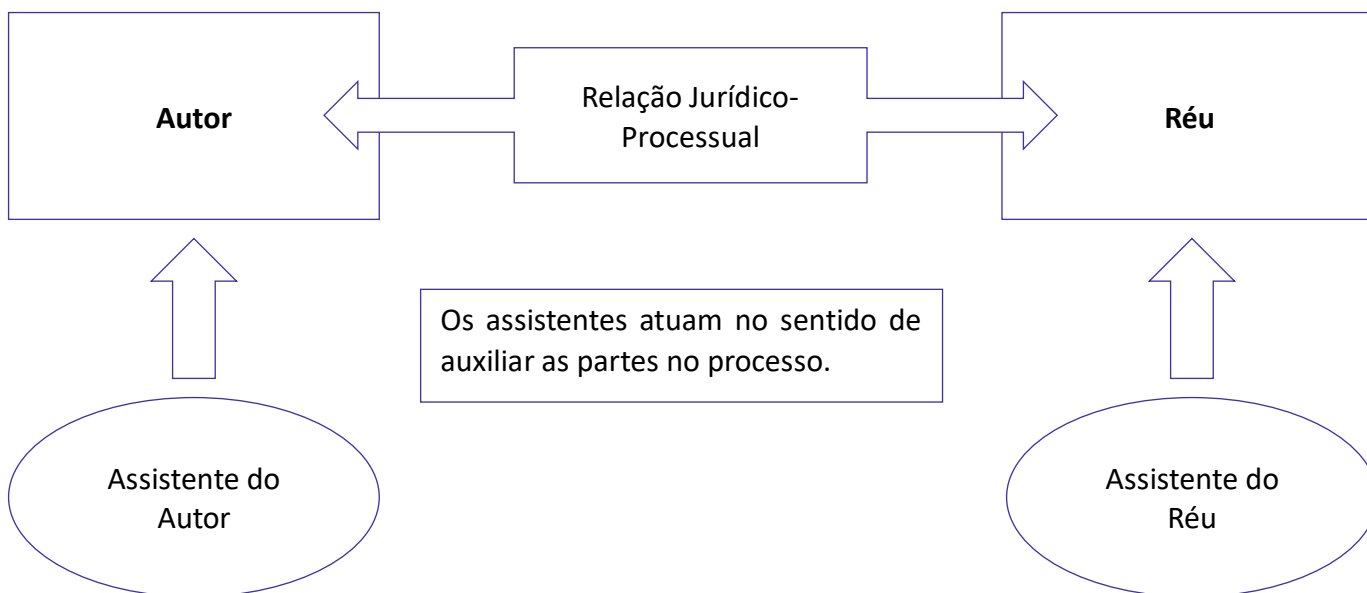 Autor
Relação Jurídico-
Processual
Réu
Os assistentes atuam no sentido de
auxiliar as partes no processo.
Assistente do
Autor
Assistente do
Réu